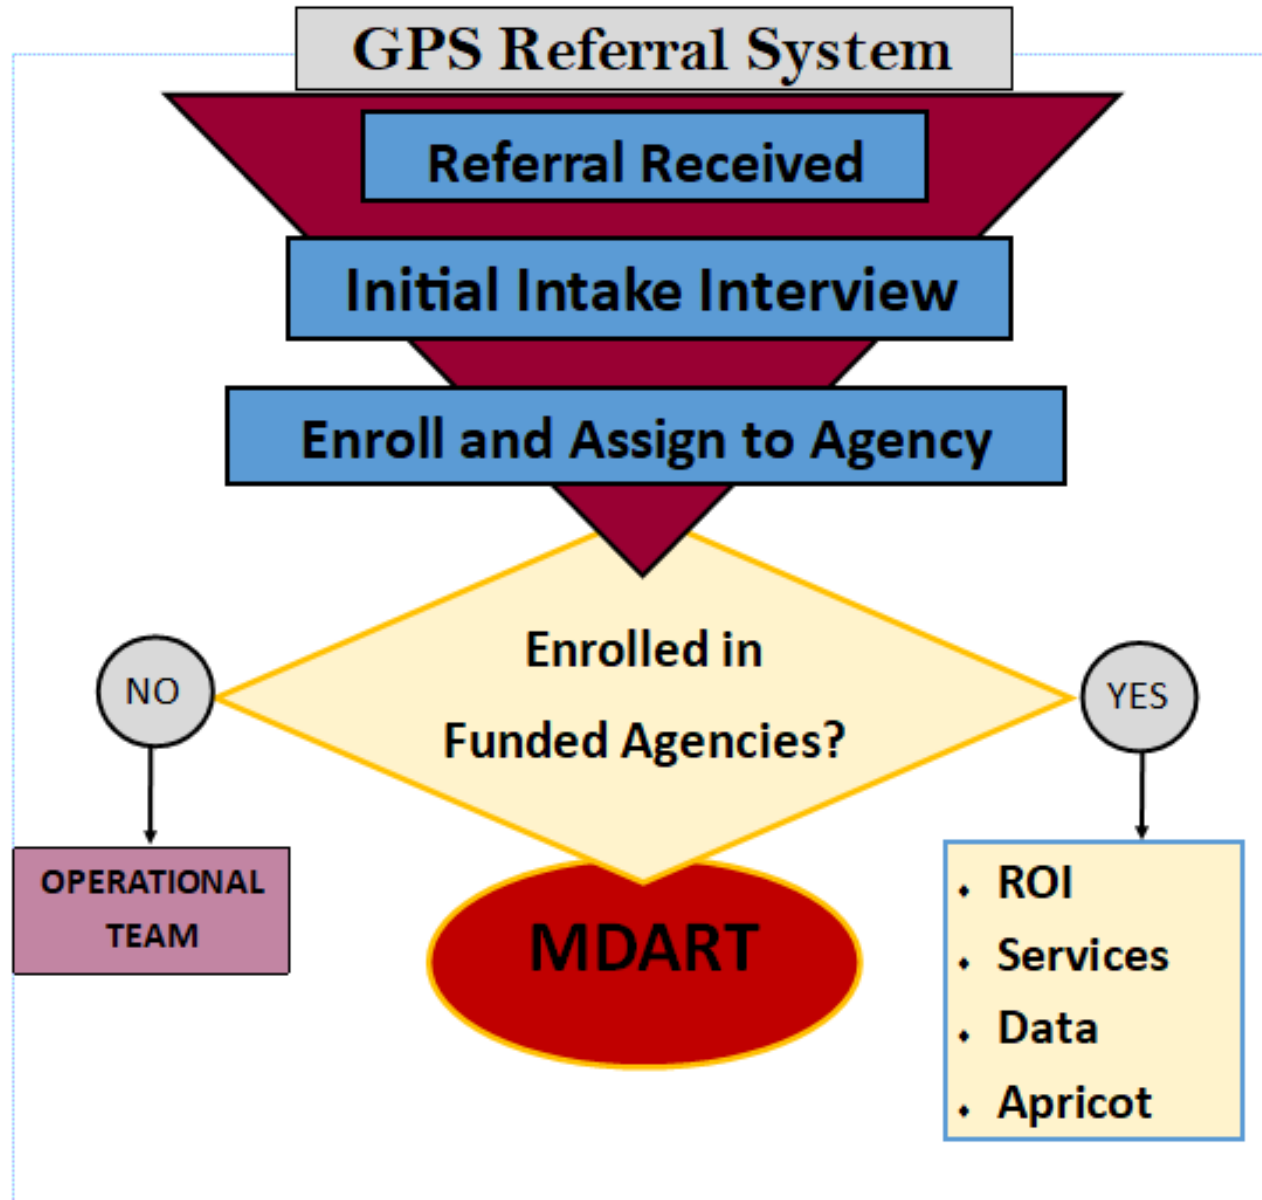 GPS Referral System
Referral Received
Initial Intake Interview
Enroll and Assign to Agency
Enrolled in
Funded Agencies?
NO
YES
OPERATIONAL
TEAM
MDART
ROI
Services
Data
Apricot